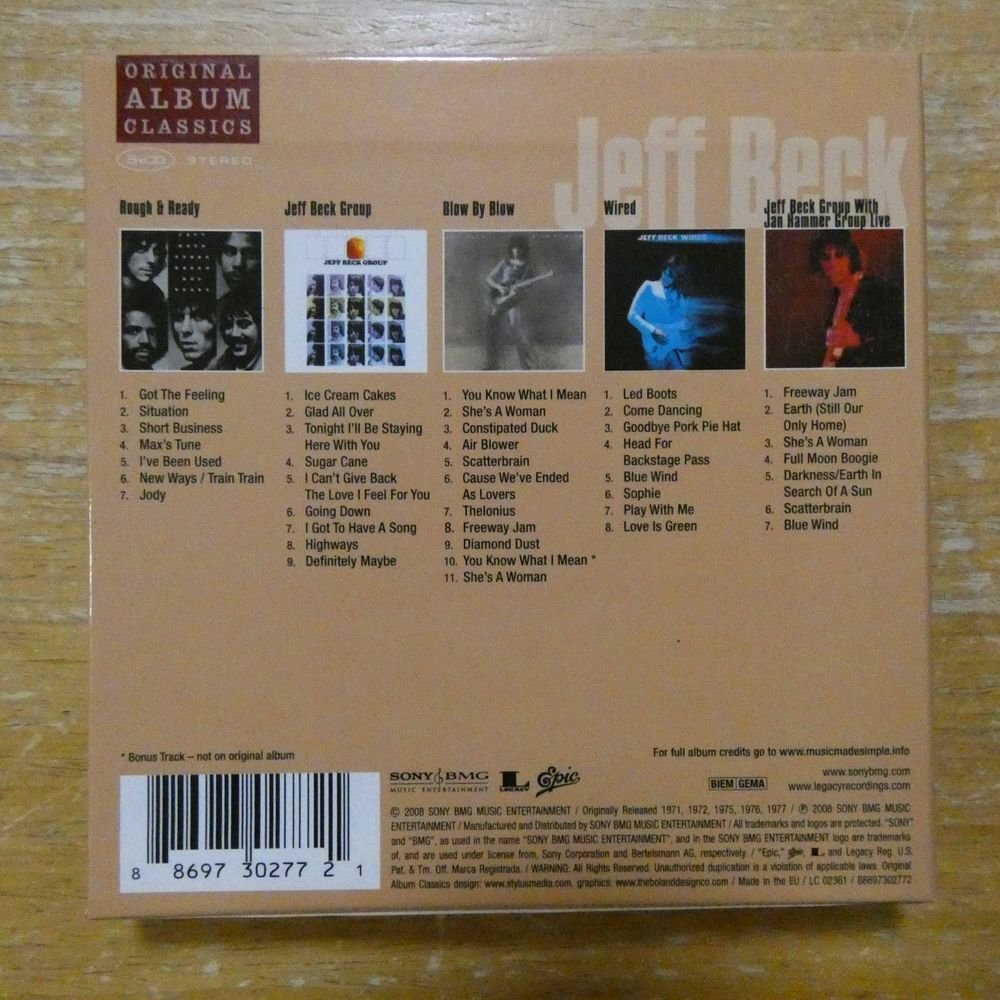 ORIGINAL
ALBUM
CLASSICS
5xCD STEREO
Jeff Beck
Rough & Ready
1. Got The Feeling
2. Situation
3. Short Business
4. Max's Tune
5. I've Been Used
6. New Ways / Train Train
7. Jody
Jeff Beck Group
JEFF BECK GROUP
1. Ice Cream Cakes
2. Glad All Over
3. Tonight I'll Be Staying
Here With You
4. Sugar Cane
5. I Can't Give Back
The Love I Feel For You
6. Going Down
7. I Got To Have A Song
8. Highways
9. Definitely Maybe
Blow By Blow
1. You Know What I Mean
2. She's A Woman
3. Constipated Duck
4. Air Blower
5. Scatterbrain
6. Cause We've Ended
As Lovers
7. Thelonius
8. Freeway Jam
9. Diamond Dust
10. You Know What I Mean *
11. She's A Woman
Wired
JEFF BECK WIRED
1. Led Boots
2. Come Dancing
3. Goodbye Pork Pie Hat
4. Head For
Backstage Pass
5. Blue Wind
6. Sophie
7. Play With Me
8. Love Is Green
Jeff Beck Group With
Jan Hammer Group Live
1. Freeway Jam
2. Earth (Still Our
Only Home)
3. She's A Woman
4. Full Moon Boogie
5. Darkness/Earth In
Search Of A Sun
6. Scatterbrain
7. Blue Wind
* Bonus Track – not on original album
For full album credits go to www.musicmadesimple.info
8 86973 02772 1
SONY BMG
MUSIC ENTERTAINMENT
LEGACY
Epic
BIEM GEMA
www.sonybmg.com
www.legacyrecordings.com
© 2008 SONY BMG MUSIC ENTERTAINMENT / Originally Released 1971, 1972, 1975, 1976, 1977 / ℗ 2008 SONY BMG MUSIC
ENTERTAINMENT / Manufactured and Distributed by SONY BMG MUSIC ENTERTAINMENT / All trademarks and logos are protected. "SONY"
and "BMG", as used in the name "SONY BMG MUSIC ENTERTAINMENT", and in the SONY BMG MUSIC ENTERTAINMENT logo are trademarks
of, and are used under license from, Sony Corporation and Bertelsmann AG, respectively. / "Epic," Epic, L and Legacy Reg. U.S.
Pat. & Tm. Off. Marca Registrada. / WARNING: All Rights Reserved. Unauthorized duplication is a violation of applicable laws. Original
Album Classics design: www.stylusmedia.com. graphics: www.thebolanddesignco / Made in the EU / LC 02361 / 88697302772